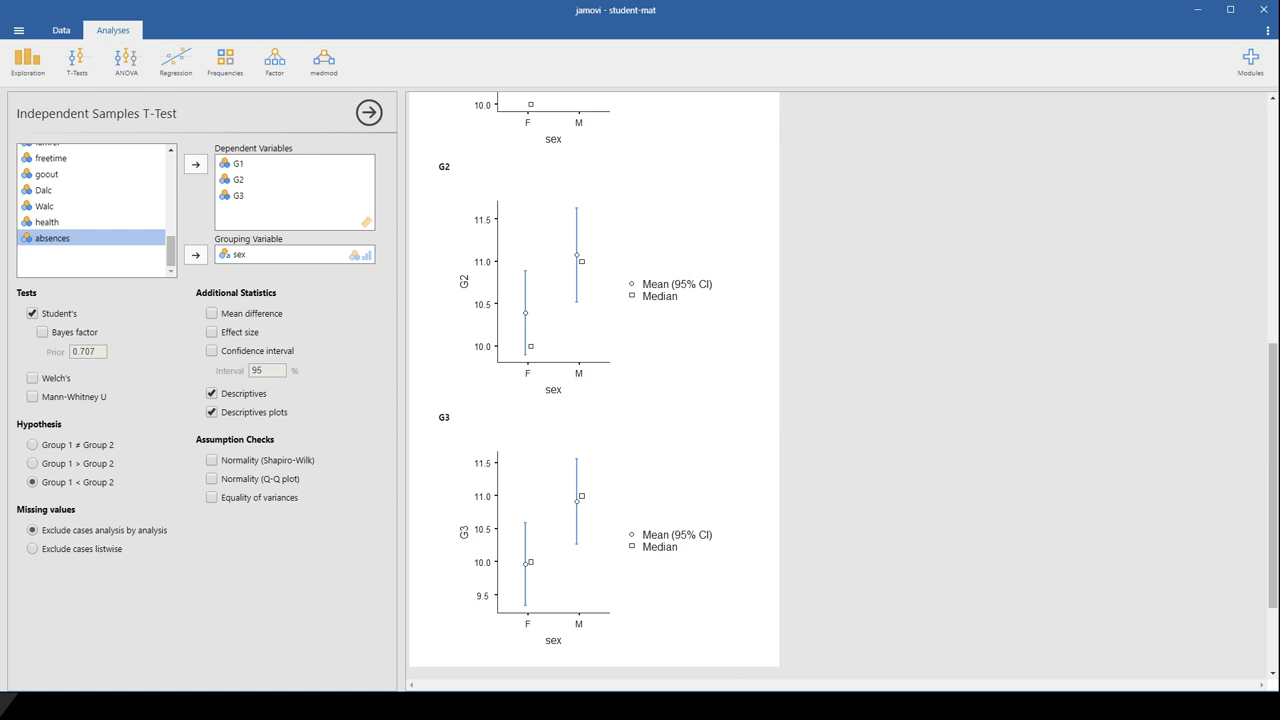 jamovi - student-mat
Data
Analyses
Exploration
T-Tests
ANOVA
Regression
Frequencies
Factor
medmod
Modules
Independent Samples T-Test
freetime
goout
Dalc
Walc
health
absences
Dependent Variables
G1
G2
G3
Grouping Variable
a sex
Tests
Student's
Bayes factor
Prior 0.707
Welch's
Mann-Whitney U
Hypothesis
Group 1 ≠ Group 2
Group 1 > Group 2
Group 1 < Group 2
Missing values
Exclude cases analysis by analysis
Exclude cases listwise
Additional Statistics
Mean difference
Effect size
Confidence interval
Interval 95 %
Descriptives
Descriptives plots
Assumption Checks
Normality (Shapiro-Wilk)
Normality (Q-Q plot)
Equality of variances
10.0
F M
sex
G2
11.5
11.0
10.5
10.0
G2
F M
sex
Mean (95% CI)
Median
G3
11.5
11.0
10.5
10.0
9.5
G3
F M
sex
Mean (95% CI)
Median